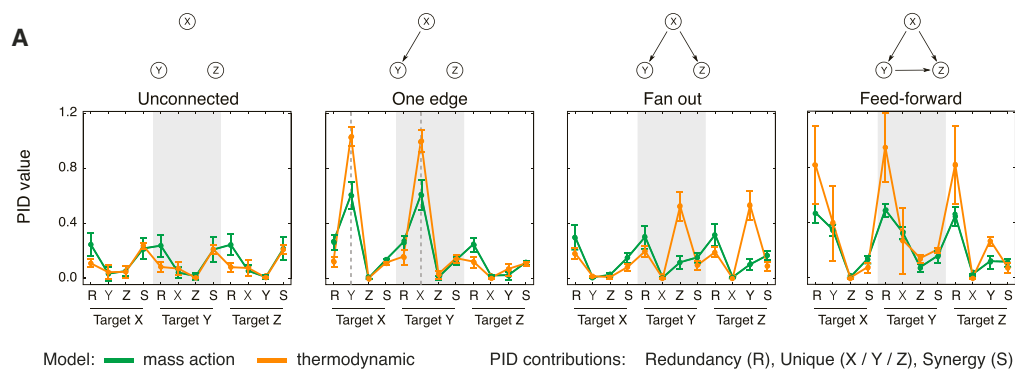 A
X
Y
Z
Unconnected
X
Y
Z
One edge
X
Y
Z
Fan out
X
Y
Z
Feed-forward
PID value
1.2
0.8
0.4
0.0
R Y Z S R X Z S R X Y S
Target X Target Y Target Z
Y X
R Y Z S R X Z S R X Y S
Target X Target Y Target Z
R Y Z S R X Z S R X Y S
Target X Target Y Target Z
R Y Z S R X Z S R X Y S
Target X Target Y Target Z
Model: mass action thermodynamic PID contributions: Redundancy (R), Unique (X / Y / Z), Synergy (S)